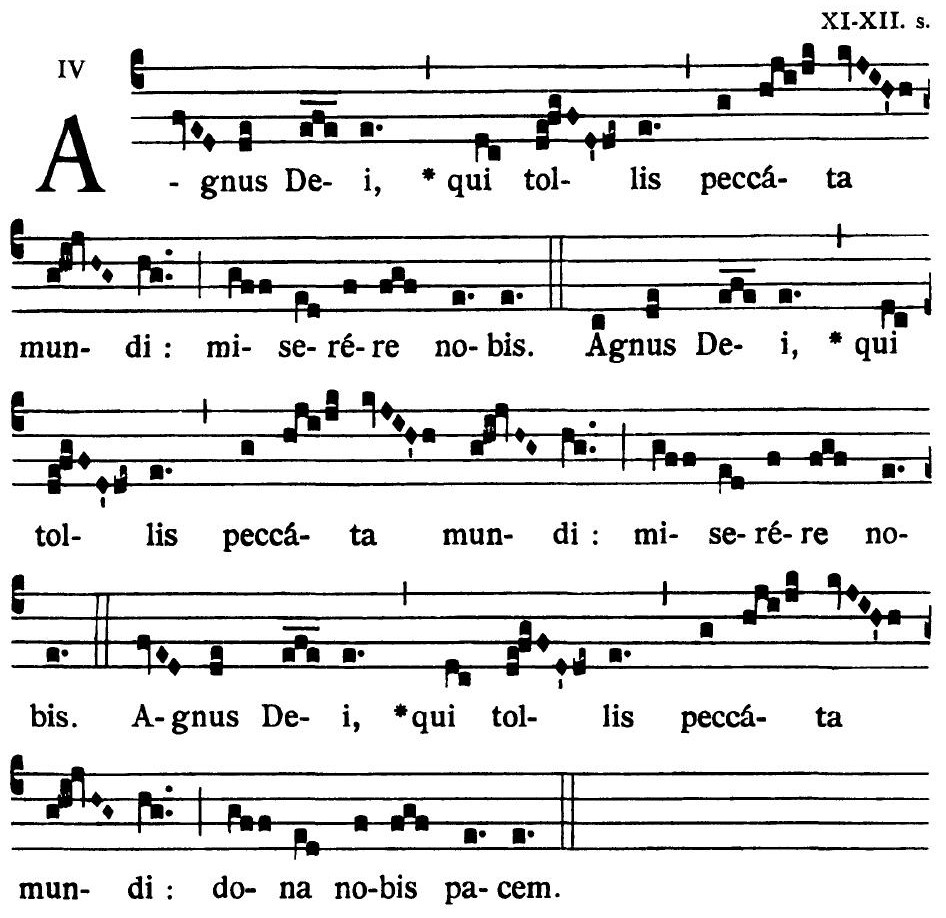 XI-XII. s.
IV
A - gnus De- i, * qui tol- lis peccá- ta
mun- di : mi- se- ré- re no- bis. Agnus De- i, * qui
tol- lis peccá- ta mun- di : mi- se- ré- re no-
bis. A- gnus De- i, *qui tol- lis peccá- ta
mun- di : do- na no-bis pa- cem.